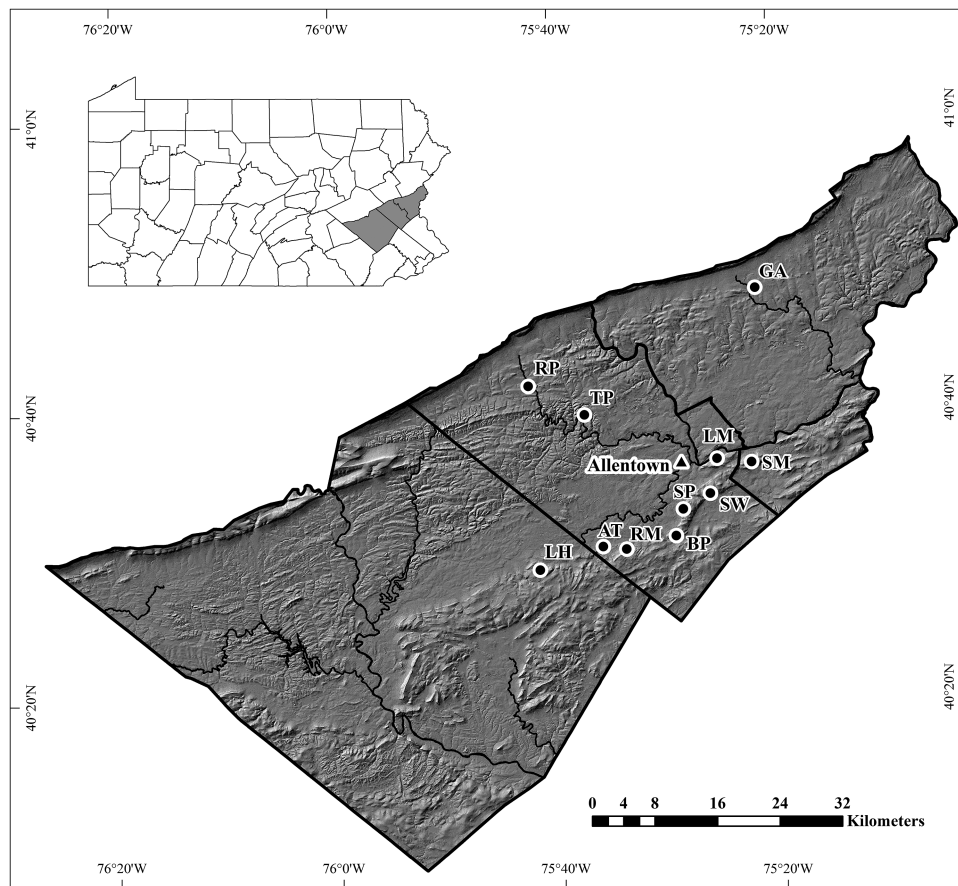 76°20'W 76°0'W 75°40'W 75°20'W
41°0'N 41°0'N
GA
RP
TP
40°40'N 40°40'N
LM
Allentown SM
SP SW
AT RM BP
LH
40°20'N 40°20'N
0 4 8 16 24 32
Kilometers
76°20'W 76°0'W 75°40'W 75°20'W